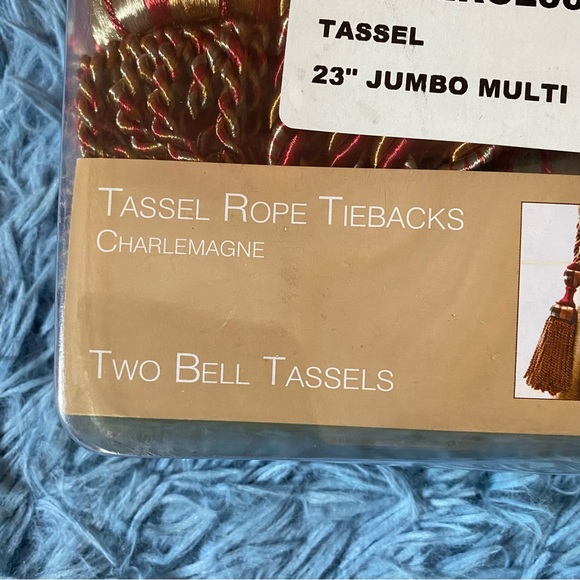 TASSEL
23" JUMBO MULTI
TASSEL ROPE TIEBACKS
CHARLEMAGNE
TWO BELL TASSELS